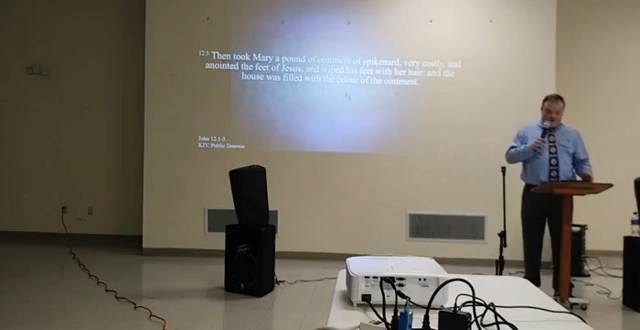 12:3 Then took Mary a pound of ointment of spikenard, very costly, and
anointed the feet of Jesus, and wiped his feet with her hair: and the
house was filled with the odour of the ointment.
John 12:1-3
KJV, Public Domain